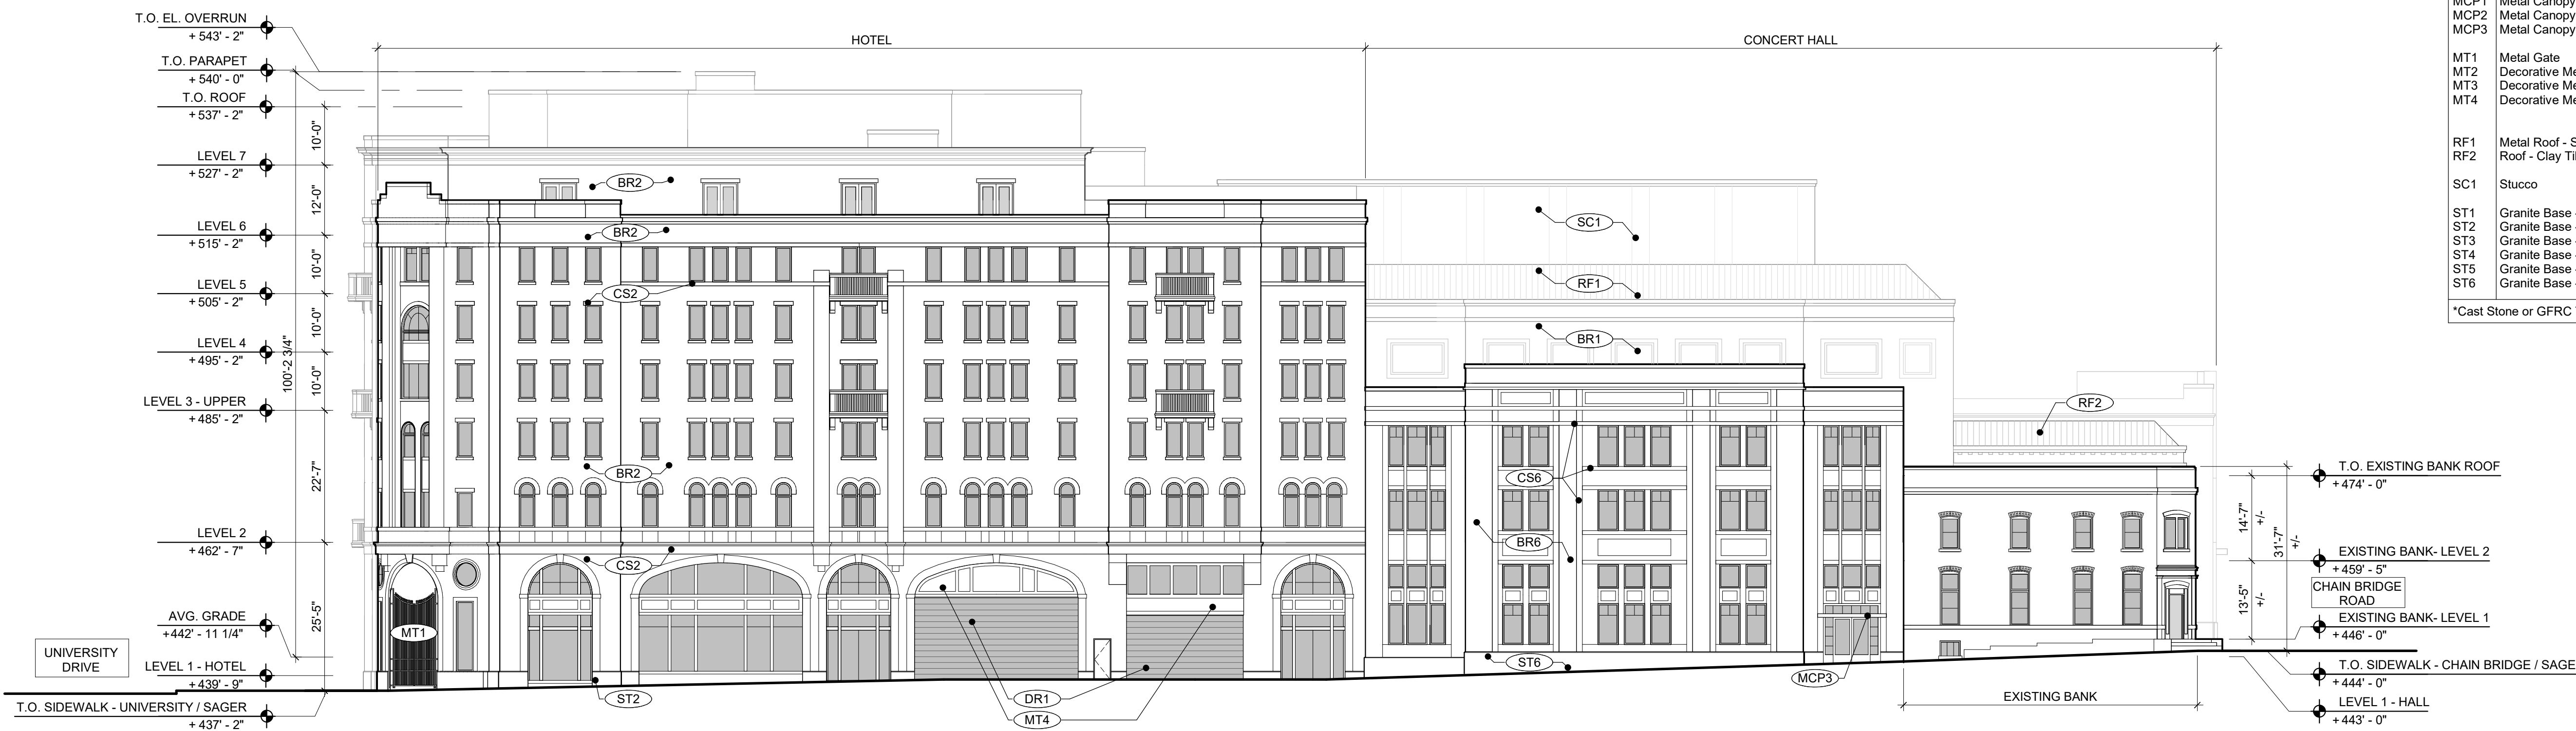 T.O. EL. OVERRUN
+ 543' - 2"
T.O. PARAPET
+ 540' - 0"
T.O. ROOF
+ 537' - 2"
LEVEL 7
+ 527' - 2"
LEVEL 6
+ 515' - 2"
LEVEL 5
+ 505' - 2"
LEVEL 4
+ 495' - 2"
LEVEL 3 - UPPER
+ 485' - 2"
LEVEL 2
+ 462' - 7"
AVG. GRADE
+442' - 11 1/4"
LEVEL 1 - HOTEL
+ 439' - 9"
T.O. SIDEWALK - UNIVERSITY / SAGER
+ 437' - 2"
UNIVERSITY
DRIVE
10'-0"
12'-0"
10'-0"
10'-0"
10'-0"
22'-7"
25'-5"
100'-2 3/4"
HOTEL
CONCERT HALL
BR2
BR2
CS2
BR2
CS2
MT1
ST2
DR1
MT4
SC1
RF1
BR1
CS6
BR6
ST6
MCP3
RF2
EXISTING BANK
14'-7"
+/-
13'-5"
+/-
31'-7"
+/-
T.O. EXISTING BANK ROOF
+ 474' - 0"
EXISTING BANK- LEVEL 2
+ 459' - 5"
CHAIN BRIDGE
ROAD
EXISTING BANK- LEVEL 1
+ 446' - 0"
T.O. SIDEWALK - CHAIN BRIDGE / SAGE
+ 444' - 0"
LEVEL 1 - HALL
+ 443' - 0"
MCP1 Metal Canopy
MCP2 Metal Canopy
MCP3 Metal Canopy
MT1 Metal Gate
MT2 Decorative Me
MT3 Decorative Me
MT4 Decorative Me
RF1 Metal Roof - S
RF2 Roof - Clay Ti
SC1 Stucco
ST1 Granite Base -
ST2 Granite Base -
ST3 Granite Base -
ST4 Granite Base -
ST5 Granite Base -
ST6 Granite Base -
*Cast Stone or GFRC